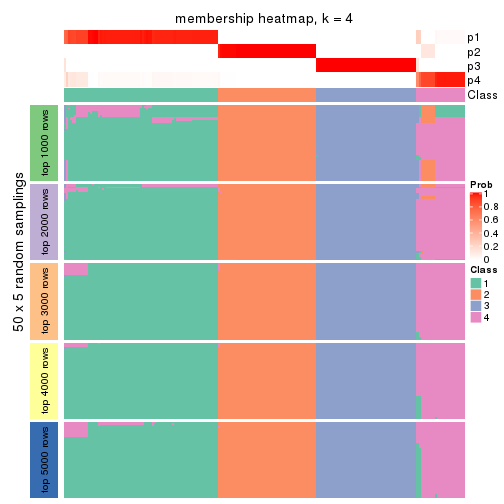 membership heatmap, k = 4
p1
p2
p3
p4
Class
50 x 5 random samplings
top 1000 rows
top 2000 rows
top 3000 rows
top 4000 rows
top 5000 rows
Prob
1
0.8
0.6
0.4
0.2
0
Class
1
2
3
4